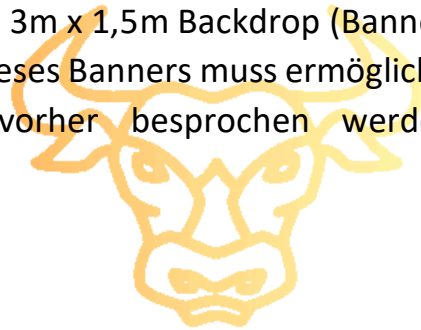 3m x 1,5m Backdrop (Banne
eses Banners muss ermöglich
vorher besprochen werde